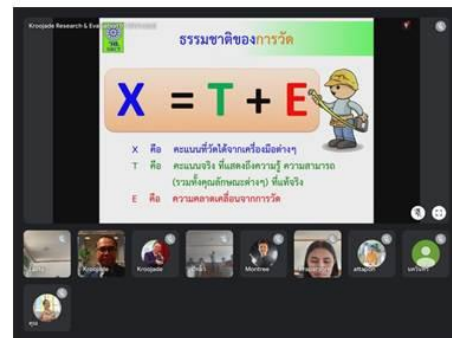 Kroojade Research & Eva
ธรรมชาติของการวัด
X = T + E
X คือ คะแนนที่วัดได้จากเครื่องมือต่างๆ
T คือ คะแนนจริง ที่แสดงถึงความรู้ ความสามารถ
(รวมทั้งคุณลักษณะต่างๆ) ที่แท้จริง
E คือ ความคลาดเคลื่อนจากการวัด
Kroojade Kroojade Montree attapon
คุณ